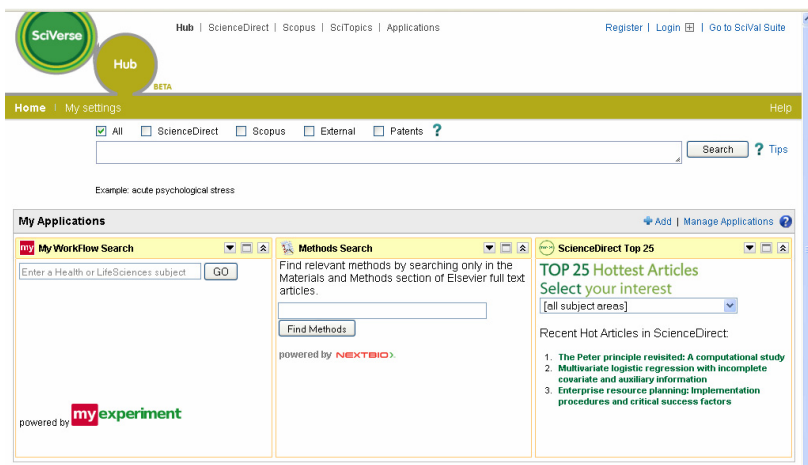 SciVerse
Hub
BETA
Hub | ScienceDirect | Scopus | SciTopics | Applications
Register | Login | Go to SciVal Suite
Home | My settings
Help
All ScienceDirect Scopus External Patents ?
Search ? Tips
Example: acute psychological stress
My Applications
Add | Manage Applications ?
my My WorkFlow Search
Enter a Health or LifeSciences subject GO
powered by my experiment
Methods Search
Find relevant methods by searching only in the
Materials and Methods section of Elsevier full text
articles.
Find Methods
powered by NEXTBIO
ScienceDirect Top 25
TOP 25 Hottest Articles
Select your interest
[all subject areas]
Recent Hot Articles in ScienceDirect:
1. The Peter principle revisited: A computational study
2. Multivariate logistic regression with incomplete
covariate and auxiliary information
3. Enterprise resource planning: Implementation
procedures and critical success factors